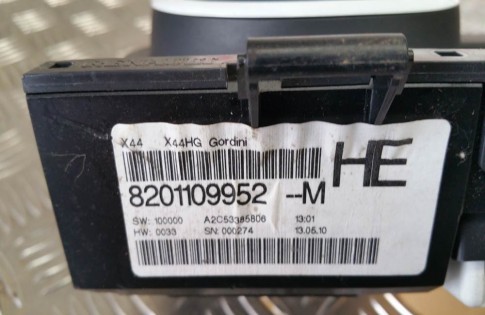 X44 X44HG Gordini
HE
8201109952 --M
SW: 100000 A2C53385806 13:01
HW: 0033 SN: 000274 13.05.10